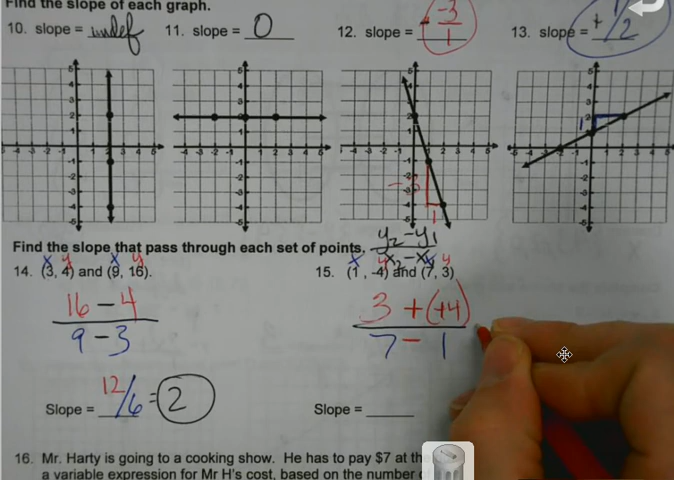 Find the slope of each graph.
10. slope = undef 11. slope = 0 12. slope = -3/1 13. slope = +1/2
-3
1
1
Find the slope that pass through each set of points. y₂-y₁/x₂-x₁
x y x y x y x y
14. (3, 4) and (9, 16). 15. (1, -4) and (7, 3)
16 - 4 3 + (+4)
9 - 3 7 - 1
Slope = 12/6 = 2 Slope = ____
16. Mr. Harty is going to a cooking show. He has to pay $7 at the
a variable expression for Mr H's cost, based on the number